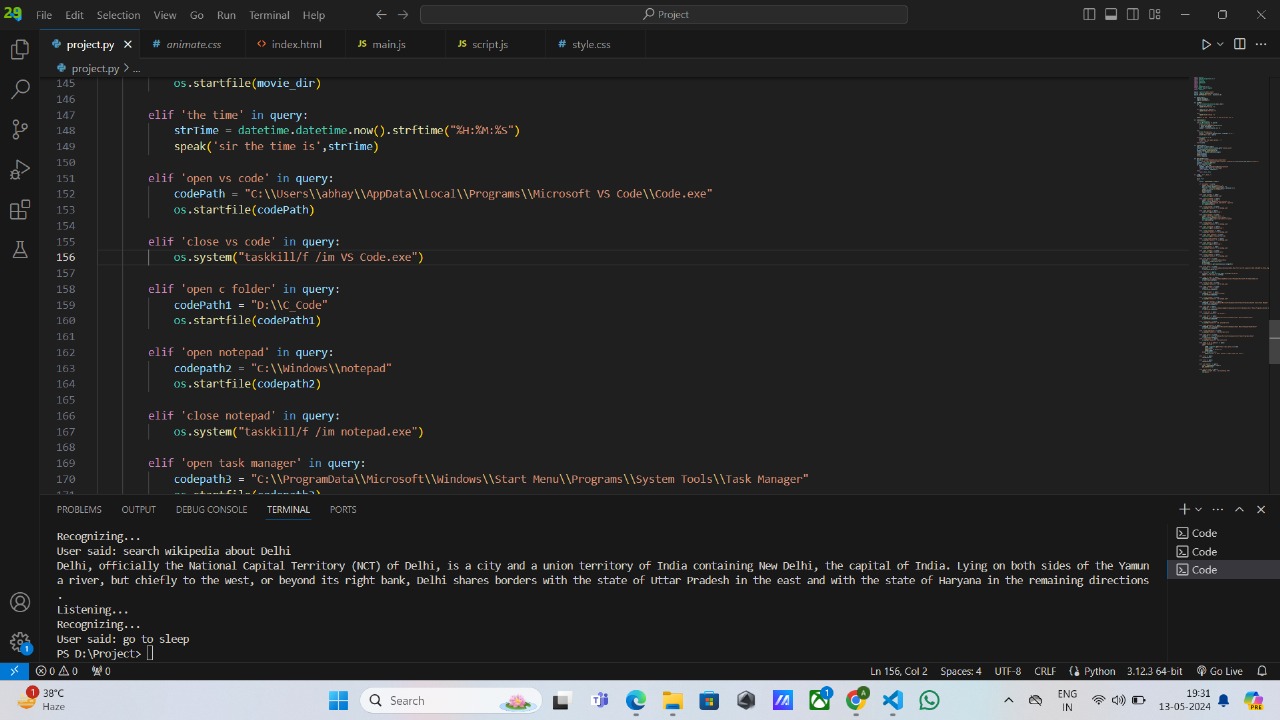 File Edit Selection View Go Run Terminal Help
Project
project.py
animate.css
index.html
JS main.js
JS script.js
style.css
project.py > ...
145 os.startfile(movie_dir)
146
147 elif 'the time' in query:
148 strTime = datetime.datetime.now().strftime("%H:%M:%S")
149 speak('sir the time is',strTime)
150
151 elif 'open vs code' in query:
152 codePath = "C:\\Users\\abhay\\AppData\\Local\\Programs\\Microsoft VS Code\\Code.exe"
153 os.startfile(codePath)
154
155 elif 'close vs code' in query:
156 os.system("taskkill/f /im vs Code.exe")
157
158 elif 'open c folder' in query:
159 codePath1 = "D:\\C_Code"
160 os.startfile(codePath1)
161
162 elif 'open notepad' in query:
163 codepath2 = "C:\\Windows\\notepad"
164 os.startfile(codepath2)
165
166 elif 'close notepad' in query:
167 os.system("taskkill/f /im notepad.exe")
168
169 elif 'open task manager' in query:
170 codepath3 = "C:\\ProgramData\\Microsoft\\Windows\\Start Menu\\Programs\\System Tools\\Task Manager"
PROBLEMS OUTPUT DEBUG CONSOLE TERMINAL PORTS
Recognizing...
User said: search wikipedia about Delhi
Delhi, officially the National Capital Territory (NCT) of Delhi, is a city and a union territory of India containing New Delhi, the capital of India. Lying on both sides of the Yamun
a river, but chiefly to the west, or beyond its right bank, Delhi shares borders with the state of Uttar Pradesh in the east and with the state of Haryana in the remaining directions
.
Listening...
Recognizing...
User said: go to sleep
PS D:\Project>
Code
Code
Code
0 0 0
Ln 156, Col 2 Spaces: 4 UTF-8 CRLF Python 3.12.3 64-bit Go Live
1
38°C
Haze
Search
ENG
IN
19:31
13-05-2024